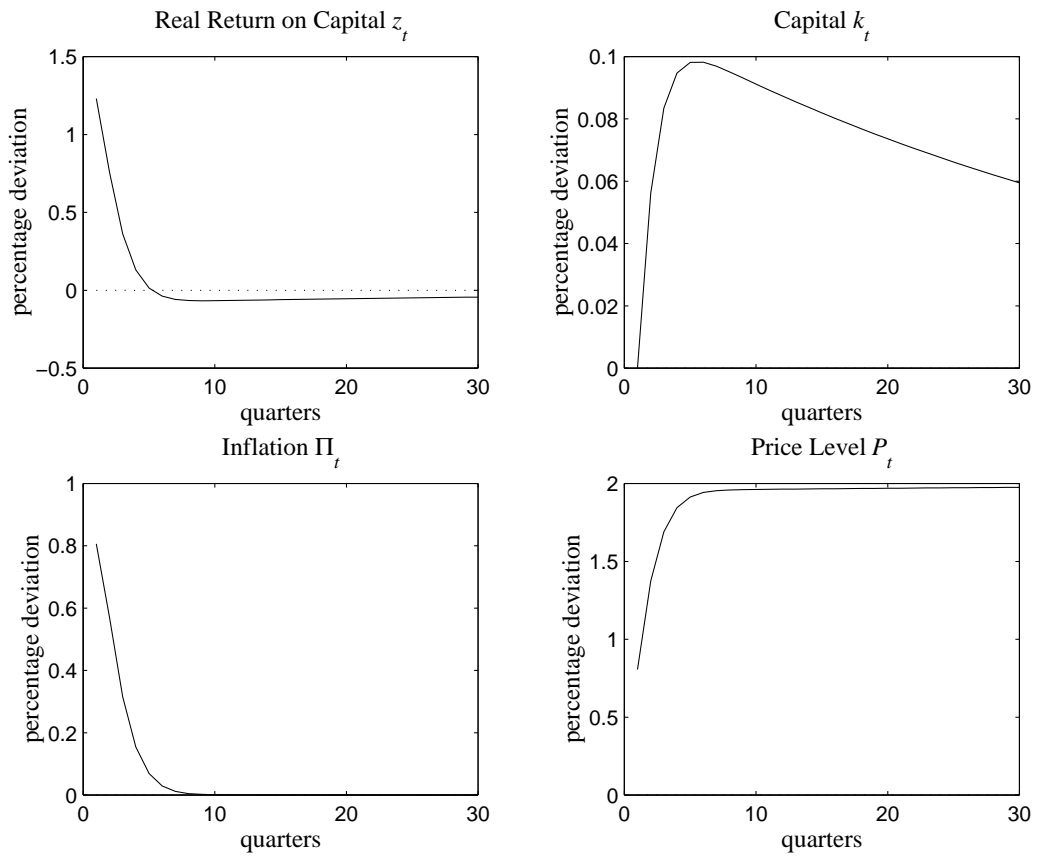 Real Return on Capital z_t
percentage deviation
1.5
1
0.5
0
−0.5
0 10 20 30
quarters
Capital k_t
percentage deviation
0.1
0.08
0.06
0.04
0.02
0
0 10 20 30
quarters
Inflation Π_t
percentage deviation
1
0.8
0.6
0.4
0.2
0
0 10 20 30
quarters
Price Level P_t
percentage deviation
2
1.5
1
0.5
0
0 10 20 30
quarters